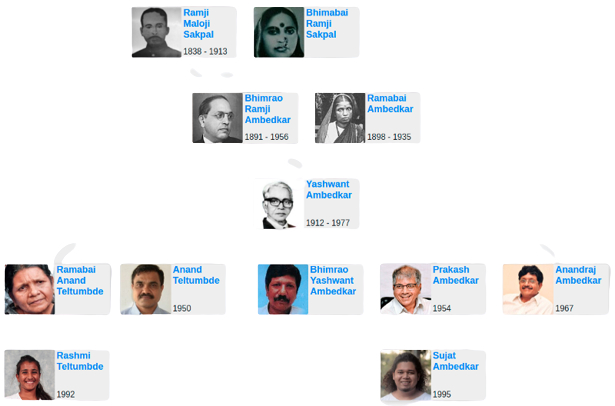 Ramji
Maloji
Sakpal
1838 - 1913
Bhimabai
Ramji
Sakpal
Bhimrao
Ramji
Ambedkar
1891 - 1956
Ramabai
Ambedkar
1898 - 1935
Yashwant
Ambedkar
1912 - 1977
Ramabai
Anand
Teltumbde
Anand
Teltumbde
1950
Bhimrao
Yashwant
Ambedkar
Prakash
Ambedkar
1954
Anandraj
Ambedkar
1967
Rashmi
Teltumbde
1992
Sujat
Ambedkar
1995